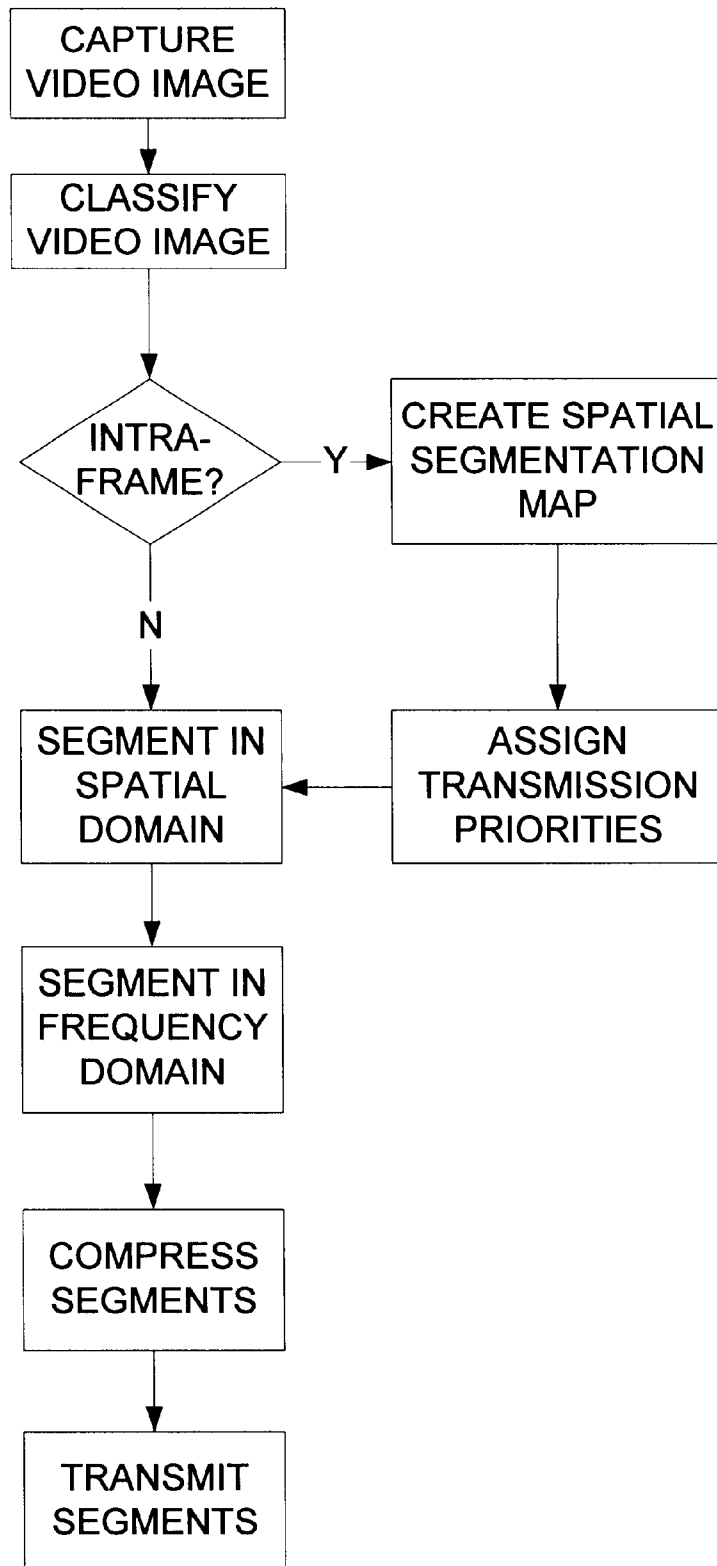 CAPTURE
VIDEO IMAGE
CLASSIFY
VIDEO IMAGE
INTRA-
FRAME?
Y
CREATE SPATIAL
SEGMENTATION
MAP
N
SEGMENT IN
SPATIAL
DOMAIN
ASSIGN
TRANSMISSION
PRIORITIES
SEGMENT IN
FREQUENCY
DOMAIN
COMPRESS
SEGMENTS
TRANSMIT
SEGMENTS